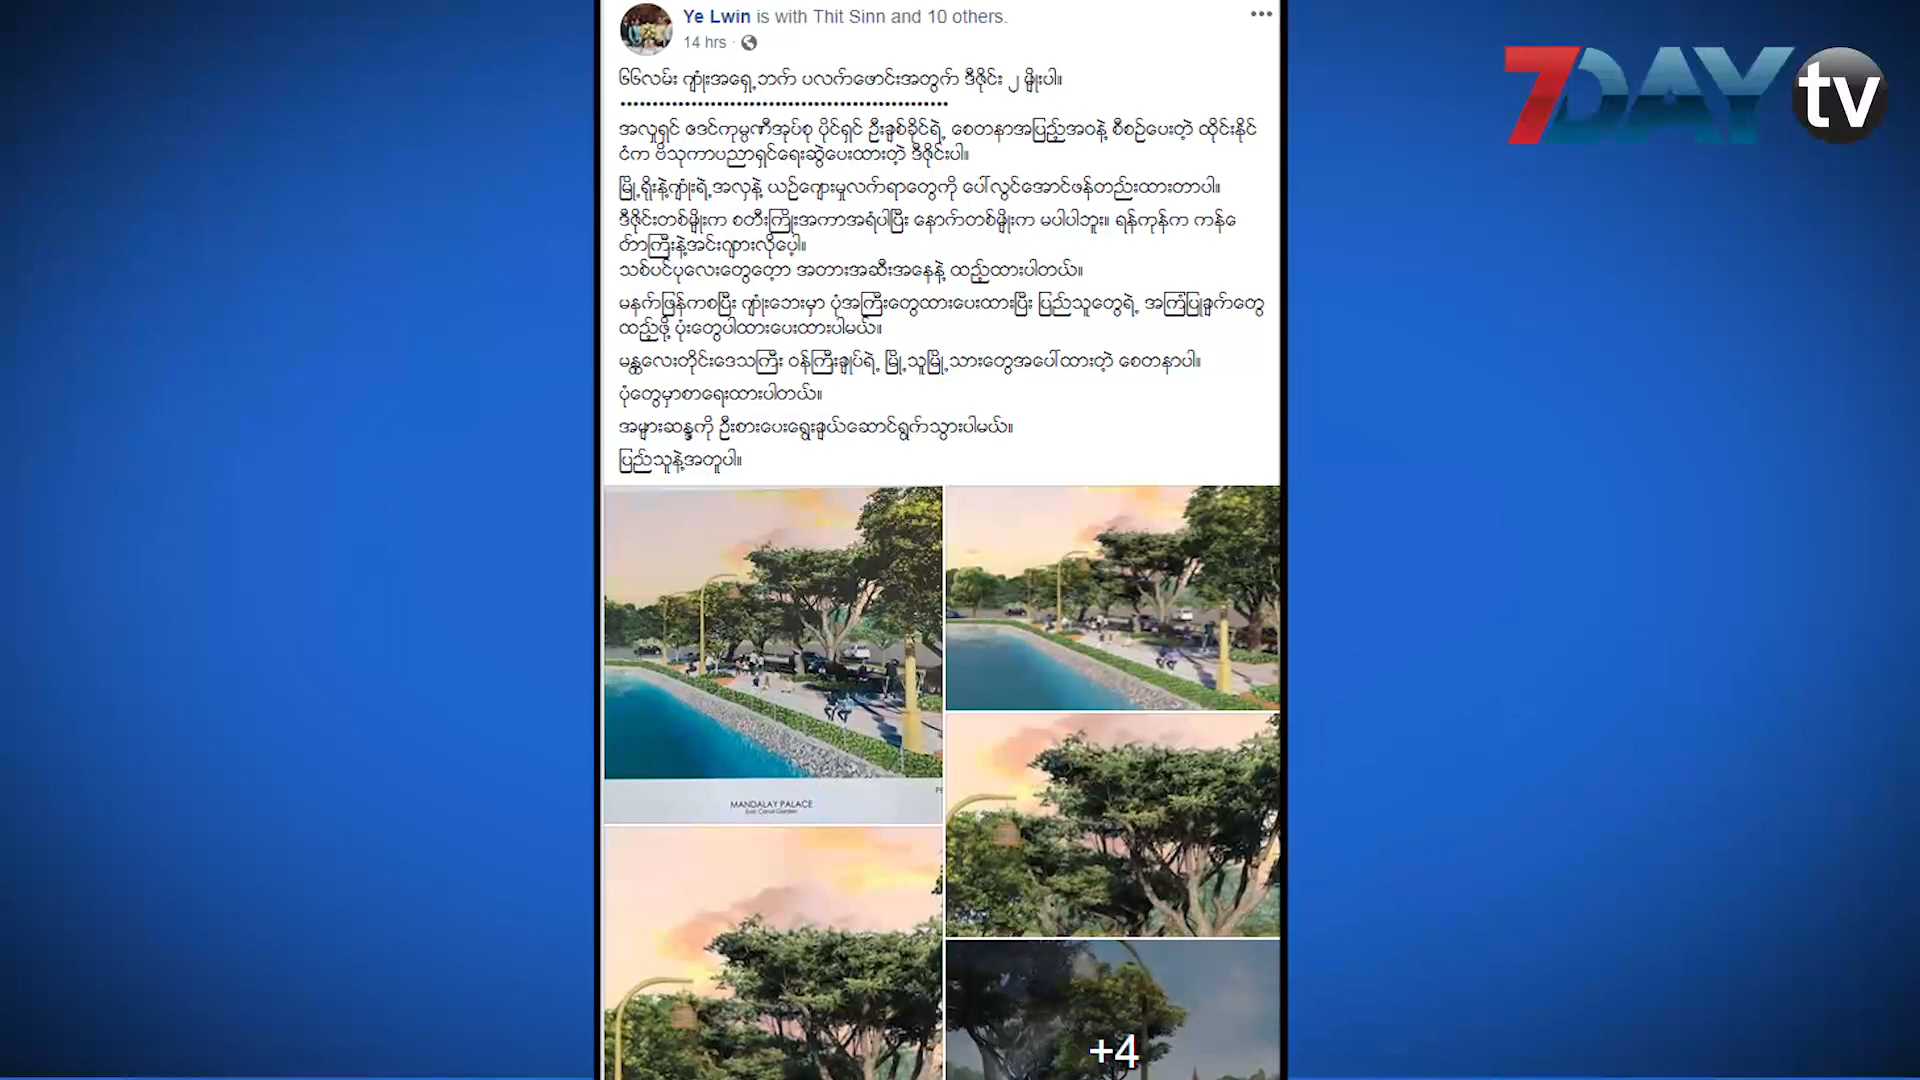 Ye Lwin is with Thit Sinn and 10 others.
14 hrs
7DAY tv
၆၆လမ်း ကျုံးအရှေ့ဘက် ပလက်ဖောင်းအတွက် ဒီဇိုင်း ၂ မျိုးပါ။
အလှူရှင် ဧဒင်ကုမ္ပဏီအုပ်စု ပိုင်ရှင် ဦးချစ်ခိုင်ရဲ့ စေတနာအပြည့်အဝနဲ့ စီစဉ်ပေးတဲ့ ထိုင်းနိုင်
ငံက ဗိသုကာပညာရှင်ရေးဆွဲပေးထားတဲ့ ဒီဇိုင်းပါ။
မြို့ရိုးနဲ့ကျုံးရဲ့အလှနဲ့ ယဉ်ကျေးမှုလက်ရာတွေကို ပေါ်လွင်အောင်ဖန်တည်းထားတာပါ။
ဒီဇိုင်းတစ်မျိုးက စတီးကြိုးအကာအရံပါပြီး နောက်တစ်မျိုးက မပါပါဘူး။ ရန်ကုန်က ကန်
တော်ကြီးနဲ့အင်းလျားလိုပေ့ါ။
သစ်ပင်ပုလေးတွေတော့ အတားအဆီးအနေနဲ့ ထည့်ထားပါတယ်။
မနက်ဖြန်ကစပြီး ကျုံးဘေးမှာ ပုံအကြီးတွေထားပေးထားပြီး ပြည်သူတွေရဲ့ အကြံပြုချက်တွေ
ထည့်ဖို့ ပုံးတွေပါထားပေးထားပါမယ်။
မန္တလေးတိုင်းဒေသကြီး ဝန်ကြီးချုပ်ရဲ့ မြို့သူမြို့သားတွေအပေါ်ထားတဲ့ စေတနာပါ။
ပုံတွေမှာစာရေးထားပါတယ်။
အများဆန္ဒကို ဦးစားပေးရွေးချယ်ဆောင်ရွက်သွားပါမယ်။
ပြည်သူနဲ့အတူပါ။
MANDALAY PALACE
East Canal Garden
+4